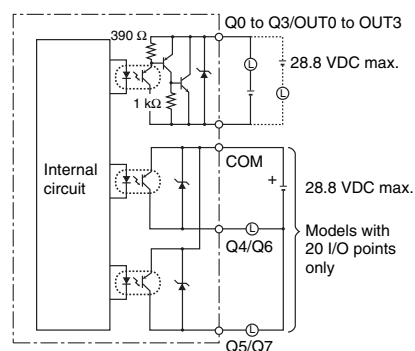 Q0 to Q3/OUT0 to OUT3
390 Ω
L
28.8 VDC max.
L
1 kΩ
COM
Internal
circuit
+
28.8 VDC max.
L
Q4/Q6
Models with
20 I/O points
only
L
Q5/Q7